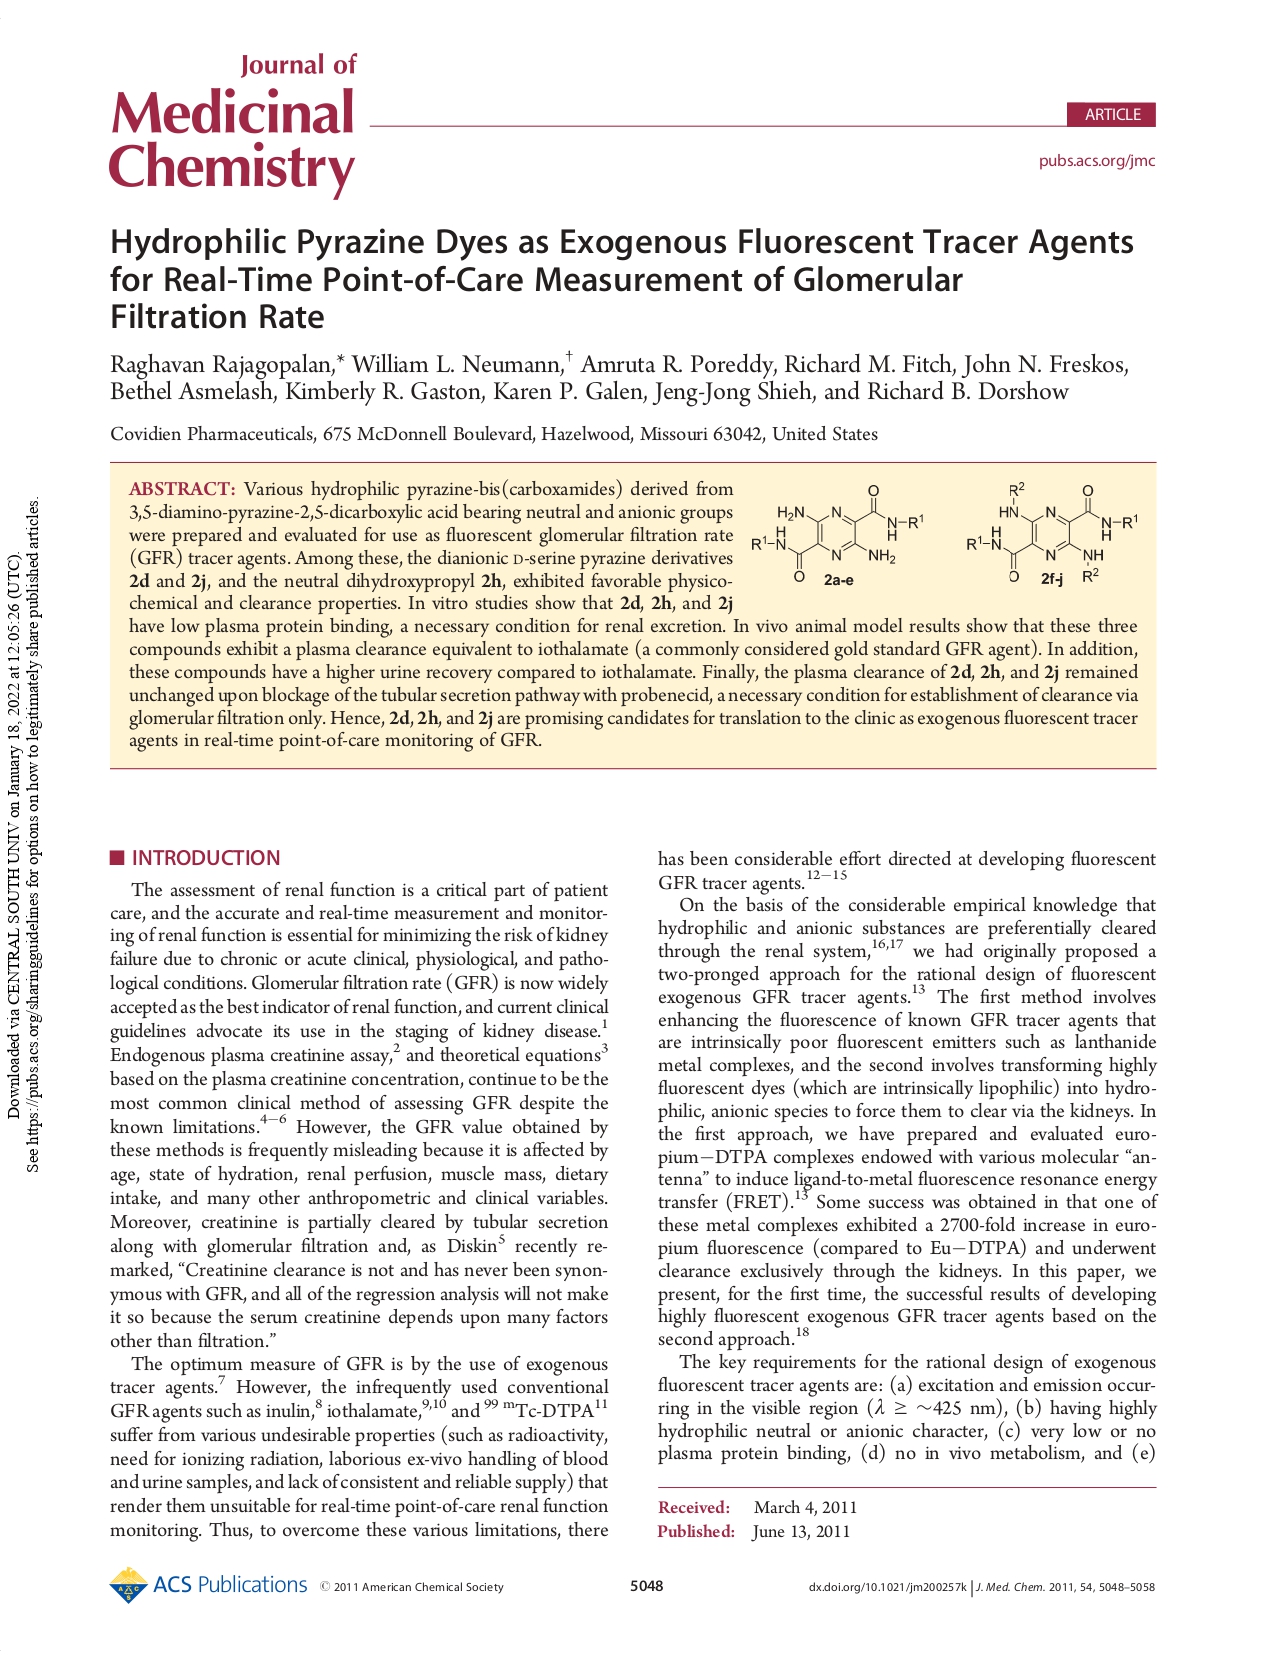 Journal of
Medicinal
Chemistry
ARTICLE
pubs.acs.org/jmc
Hydrophilic Pyrazine Dyes as Exogenous Fluorescent Tracer Agents
for Real-Time Point-of-Care Measurement of Glomerular
Filtration Rate
Raghavan Rajagopalan,* William L. Neumann,† Amruta R. Poreddy, Richard M. Fitch, John N. Freskos,
Bethel Asmelash, Kimberly R. Gaston, Karen P. Galen, Jeng-Jong Shieh, and Richard B. Dorshow
Covidien Pharmaceuticals, 675 McDonnell Boulevard, Hazelwood, Missouri 63042, United States
ABSTRACT: Various hydrophilic pyrazine-bis(carboxamides) derived from
3,5-diamino-pyrazine-2,5-dicarboxylic acid bearing neutral and anionic groups
were prepared and evaluated for use as fluorescent glomerular filtration rate
(GFR) tracer agents. Among these, the dianionic D-serine pyrazine derivatives
2d and 2j, and the neutral dihydroxypropyl 2h, exhibited favorable physico-
chemical and clearance properties. In vitro studies show that 2d, 2h, and 2j
have low plasma protein binding, a necessary condition for renal excretion. In vivo animal model results show that these three
compounds exhibit a plasma clearance equivalent to iothalamate (a commonly considered gold standard GFR agent). In addition,
these compounds have a higher urine recovery compared to iothalamate. Finally, the plasma clearance of 2d, 2h, and 2j remained
unchanged upon blockage of the tubular secretion pathway with probenecid, a necessary condition for establishment of clearance via
glomerular filtration only. Hence, 2d, 2h, and 2j are promising candidates for translation to the clinic as exogenous fluorescent tracer
agents in real-time point-of-care monitoring of GFR.
H2N N O N–R1 H
H R1–N O N NH2
2a-e
R2 HN N O N–R1 H
H R1–N O N NH R2
2f-j
■ INTRODUCTION
The assessment of renal function is a critical part of patient
care, and the accurate and real-time measurement and monitor-
ing of renal function is essential for minimizing the risk of kidney
failure due to chronic or acute clinical, physiological, and patho-
logical conditions. Glomerular filtration rate (GFR) is now widely
accepted as the best indicator of renal function, and current clinical
guidelines advocate its use in the staging of kidney disease.1
Endogenous plasma creatinine assay,2 and theoretical equations3
based on the plasma creatinine concentration, continue to be the
most common clinical method of assessing GFR despite the
known limitations.4−6 However, the GFR value obtained by
these methods is frequently misleading because it is affected by
age, state of hydration, renal perfusion, muscle mass, dietary
intake, and many other anthropometric and clinical variables.
Moreover, creatinine is partially cleared by tubular secretion
along with glomerular filtration and, as Diskin5 recently re-
marked, “Creatinine clearance is not and has never been synon-
ymous with GFR, and all of the regression analysis will not make
it so because the serum creatinine depends upon many factors
other than filtration.”
The optimum measure of GFR is by the use of exogenous
tracer agents.7 However, the infrequently used conventional
GFR agents such as inulin,8 iothalamate,9,10 and 99 mTc-DTPA11
suffer from various undesirable properties (such as radioactivity,
need for ionizing radiation, laborious ex-vivo handling of blood
and urine samples, and lack of consistent and reliable supply) that
render them unsuitable for real-time point-of-care renal function
monitoring. Thus, to overcome these various limitations, there
has been considerable effort directed at developing fluorescent
GFR tracer agents.12−15
On the basis of the considerable empirical knowledge that
hydrophilic and anionic substances are preferentially cleared
through the renal system,16,17 we had originally proposed a
two-pronged approach for the rational design of fluorescent
exogenous GFR tracer agents.13 The first method involves
enhancing the fluorescence of known GFR tracer agents that
are intrinsically poor fluorescent emitters such as lanthanide
metal complexes, and the second involves transforming highly
fluorescent dyes (which are intrinsically lipophilic) into hydro-
philic, anionic species to force them to clear via the kidneys. In
the first approach, we have prepared and evaluated euro-
pium−DTPA complexes endowed with various molecular “an-
tenna” to induce ligand-to-metal fluorescence resonance energy
transfer (FRET).13 Some success was obtained in that one of
these metal complexes exhibited a 2700-fold increase in euro-
pium fluorescence (compared to Eu−DTPA) and underwent
clearance exclusively through the kidneys. In this paper, we
present, for the first time, the successful results of developing
highly fluorescent exogenous GFR tracer agents based on the
second approach.18
The key requirements for the rational design of exogenous
fluorescent tracer agents are: (a) excitation and emission occur-
ring in the visible region (λ ≥ ∼425 nm), (b) having highly
hydrophilic neutral or anionic character, (c) very low or no
plasma protein binding, (d) no in vivo metabolism, and (e)
Received: March 4, 2011
Published: June 13, 2011
ACS Publications © 2011 American Chemical Society
5048
dx.doi.org/10.1021/jm200257k | J. Med. Chem. 2011, 54, 5048–5058
Downloaded via CENTRAL SOUTH UNIV on January 18, 2022 at 12:05:26 (UTC).
See https://pubs.acs.org/sharingguidelines for options on how to legitimately share published articles.